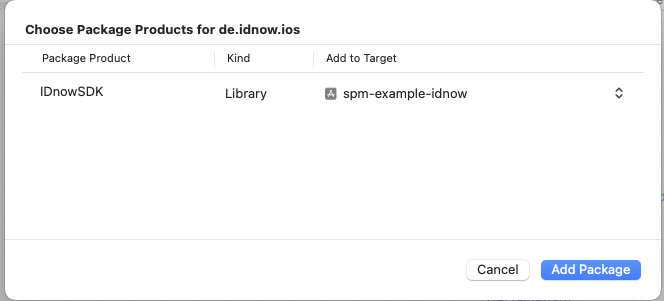 Choose Package Products for de.idnow.ios
Package Product Kind Add to Target
IDnowSDK Library spm-example-idnow
Cancel Add Package